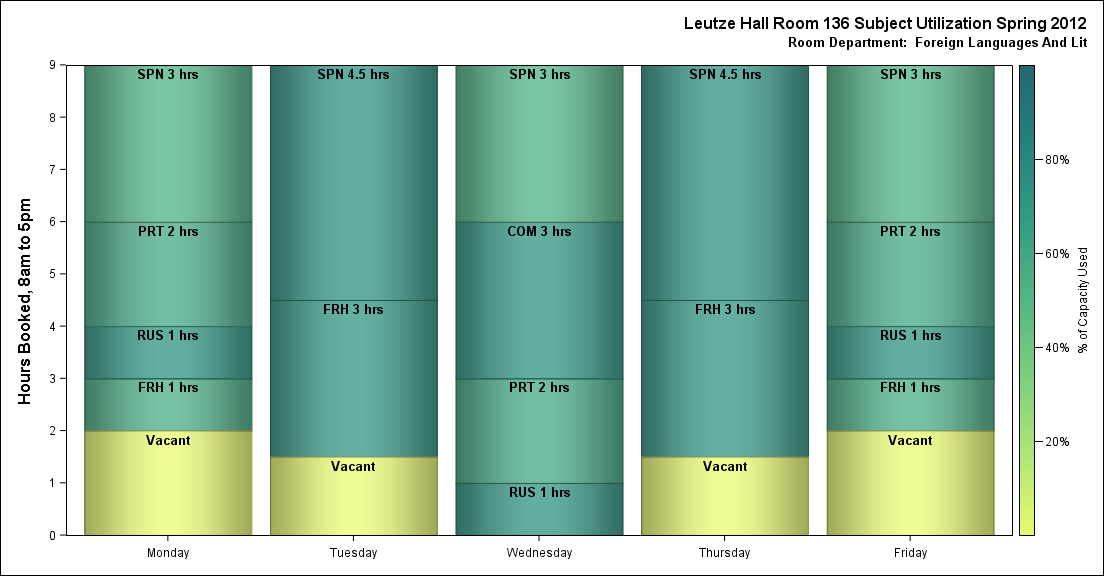 Leutze Hall Room 136 Subject Utilization Spring 2012
Room Department:  Foreign Languages And Lit
Hours Booked, 8am to 5pm
9
8
7
6
5
4
3
2
1
0
SPN 3 hrs
PRT 2 hrs
RUS 1 hrs
FRH 1 hrs
Vacant
Monday
SPN 4.5 hrs
FRH 3 hrs
Vacant
Tuesday
SPN 3 hrs
COM 3 hrs
PRT 2 hrs
RUS 1 hrs
Wednesday
SPN 4.5 hrs
FRH 3 hrs
Vacant
Thursday
SPN 3 hrs
PRT 2 hrs
RUS 1 hrs
FRH 1 hrs
Vacant
Friday
80%
60%
40%
20%
% of Capacity Used